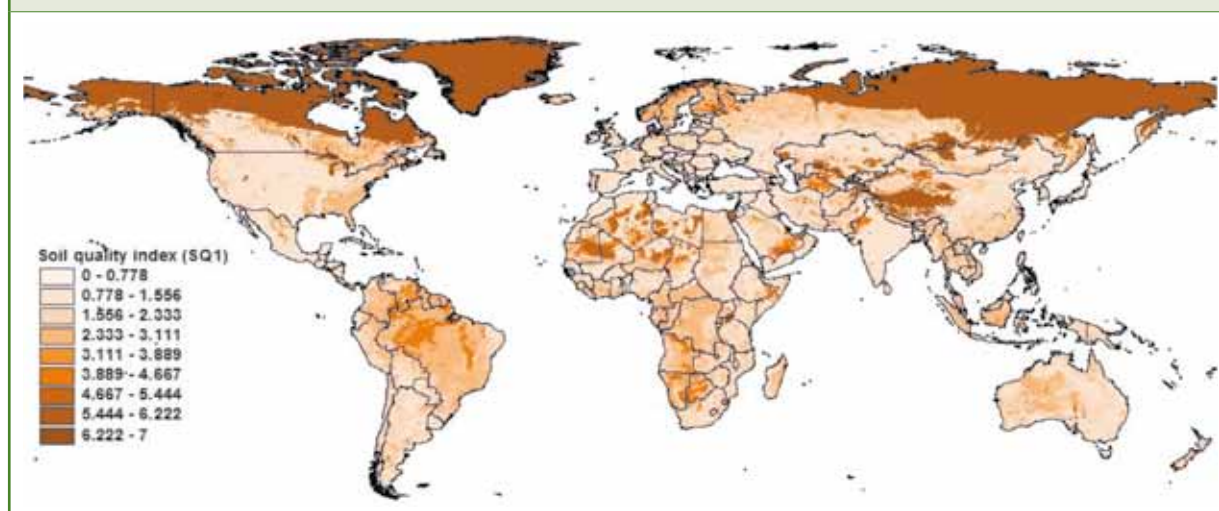 Soil quality index (SQ1)
0 - 0.778
0.778 - 1.556
1.556 - 2.333
2.333 - 3.111
3.111 - 3.889
3.889 - 4.667
4.667 - 5.444
5.444 - 6.222
6.222 - 7